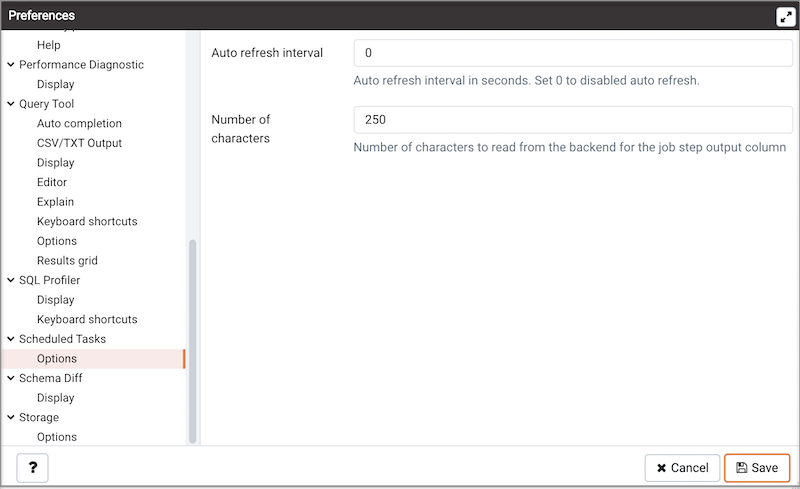 Preferences
Help
Performance Diagnostic
Display
Query Tool
Auto completion
CSV/TXT Output
Display
Editor
Explain
Keyboard shortcuts
Options
Results grid
SQL Profiler
Display
Keyboard shortcuts
Scheduled Tasks
Options
Schema Diff
Display
Storage
Options
Auto refresh interval
0
Auto refresh interval in seconds. Set 0 to disabled auto refresh.
Number of
characters
250
Number of characters to read from the backend for the job step output column
?
Cancel
Save